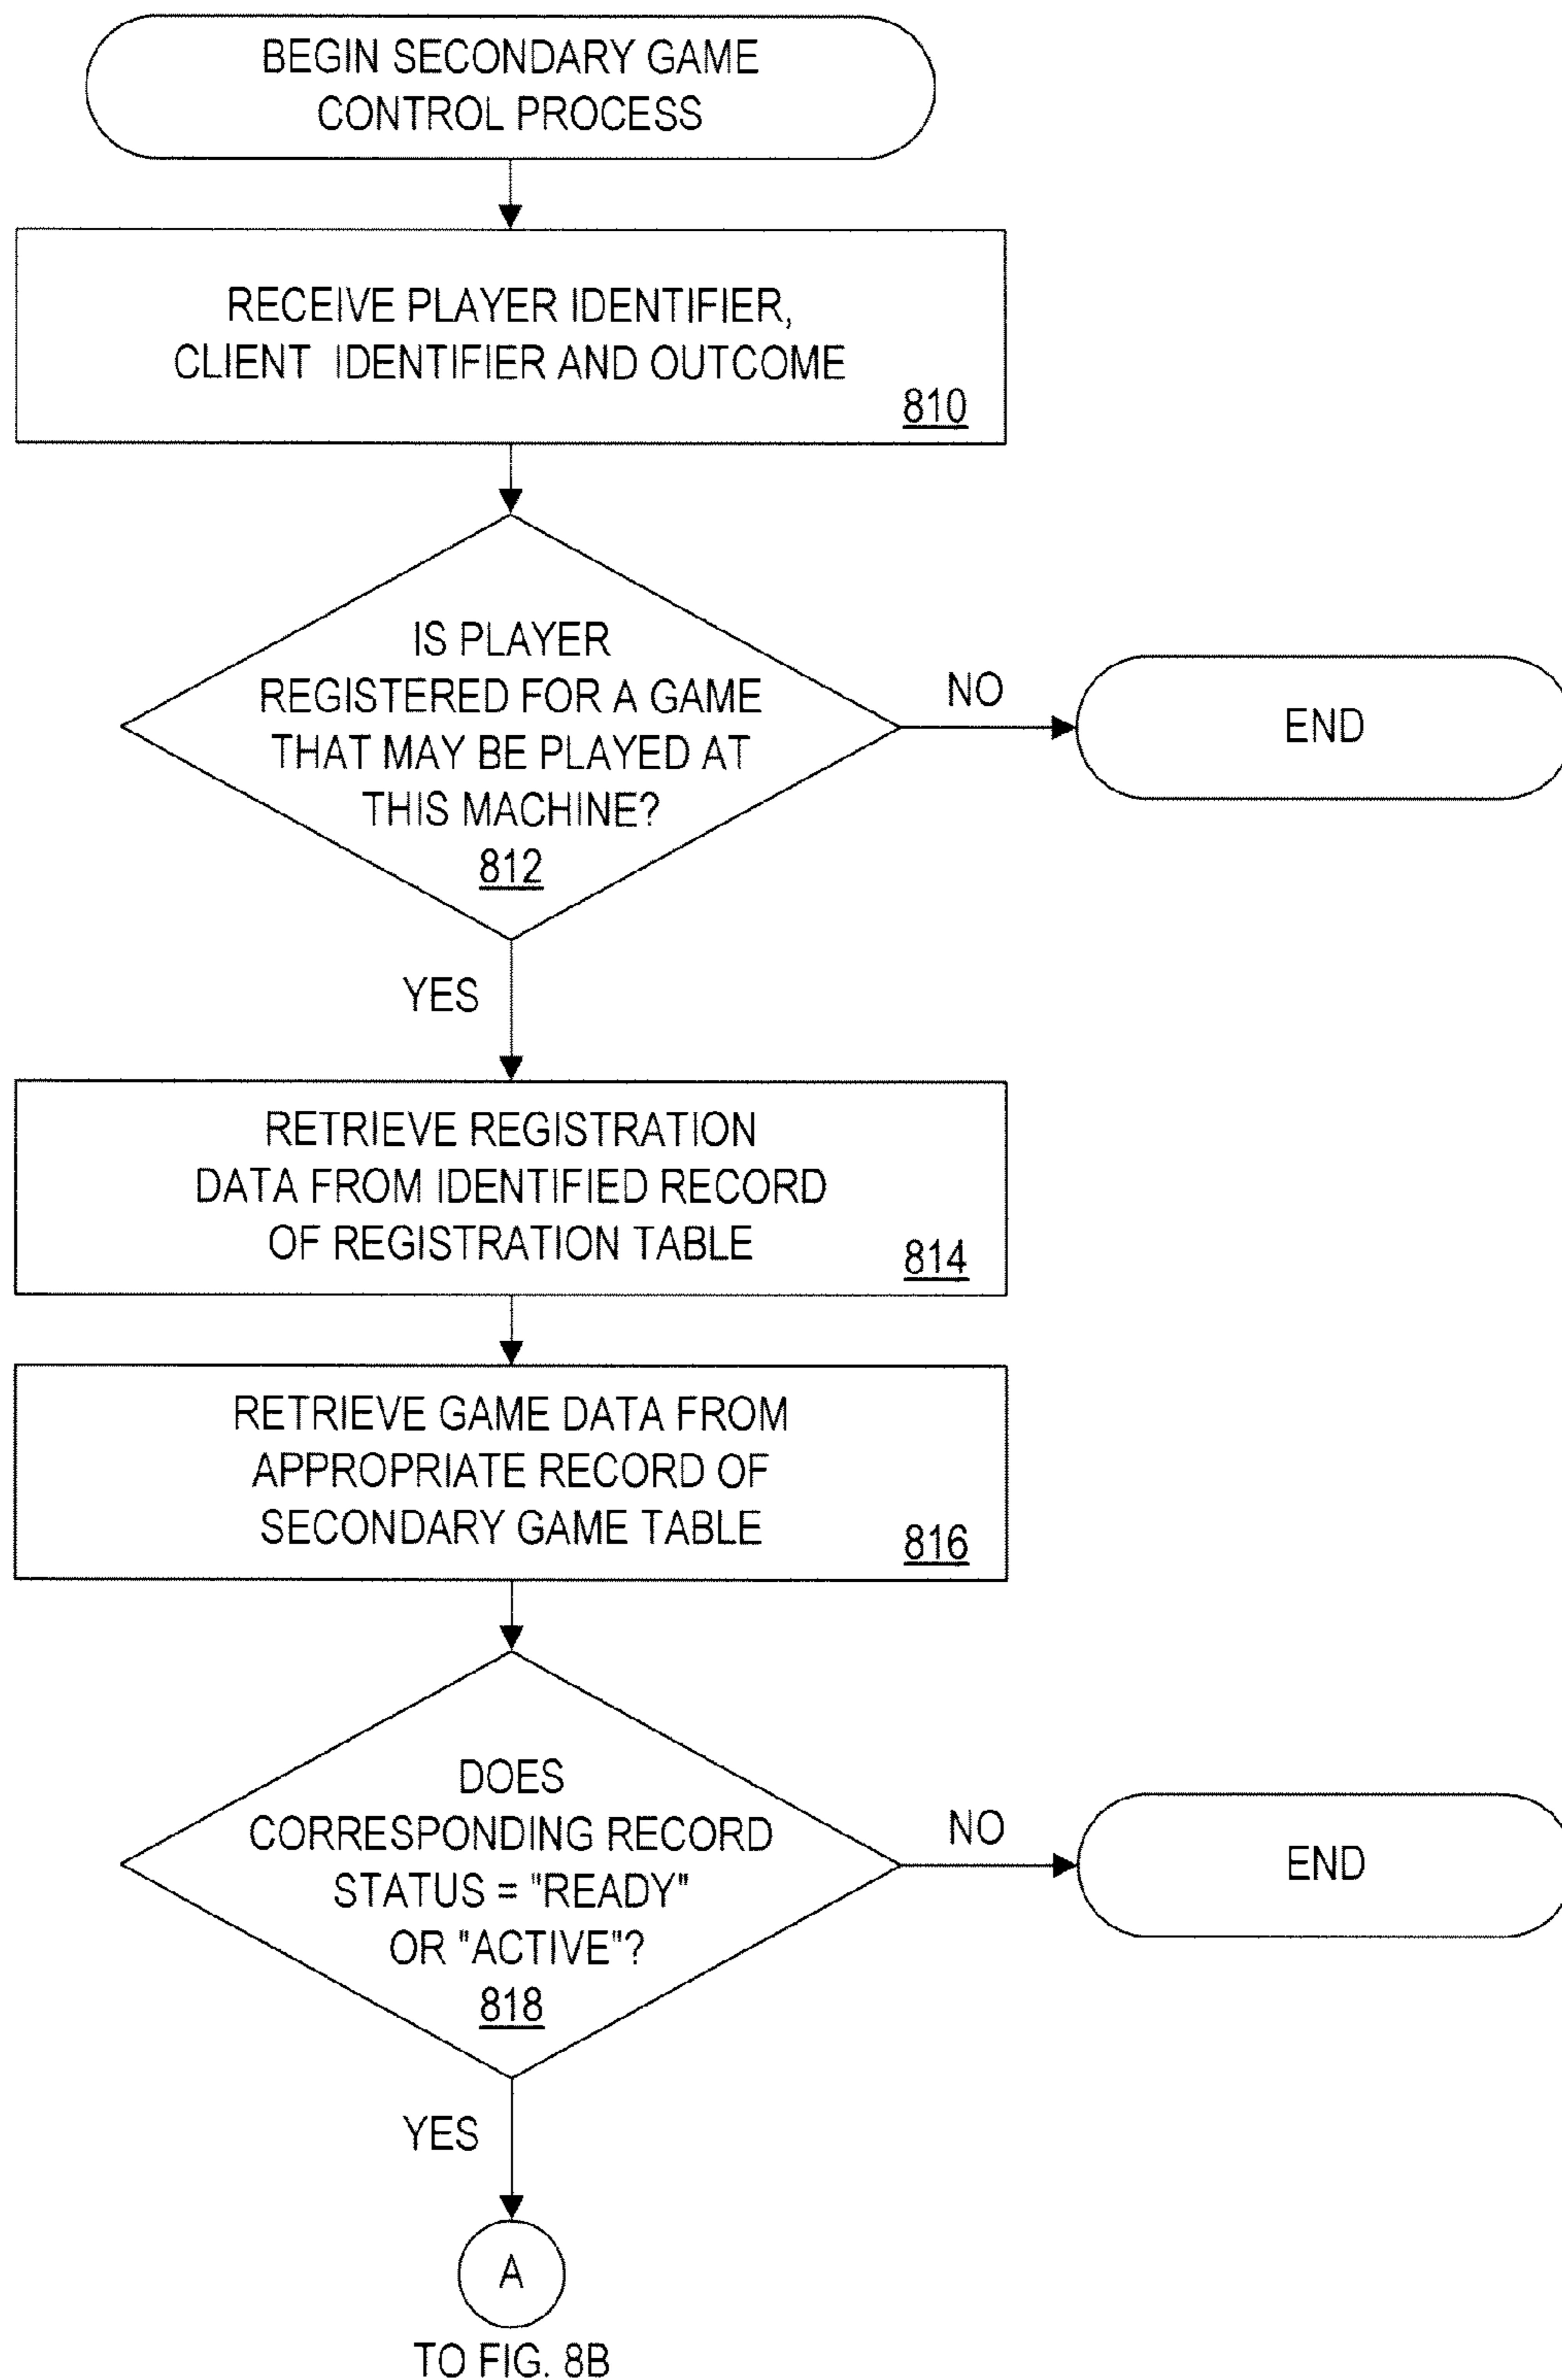 BEGIN SECONDARY GAME
CONTROL PROCESS
RECEIVE PLAYER IDENTIFIER,
CLIENT IDENTIFIER AND OUTCOME
810
IS PLAYER
REGISTERED FOR A GAME
THAT MAY BE PLAYED AT
THIS MACHINE?
812
NO
END
YES
RETRIEVE REGISTRATION
DATA FROM IDENTIFIED RECORD
OF REGISTRATION TABLE
814
RETRIEVE GAME DATA FROM
APPROPRIATE RECORD OF
SECONDARY GAME TABLE
816
DOES
CORRESPONDING RECORD
STATUS = "READY"
OR "ACTIVE"?
818
NO
END
YES
A
TO FIG. 8B